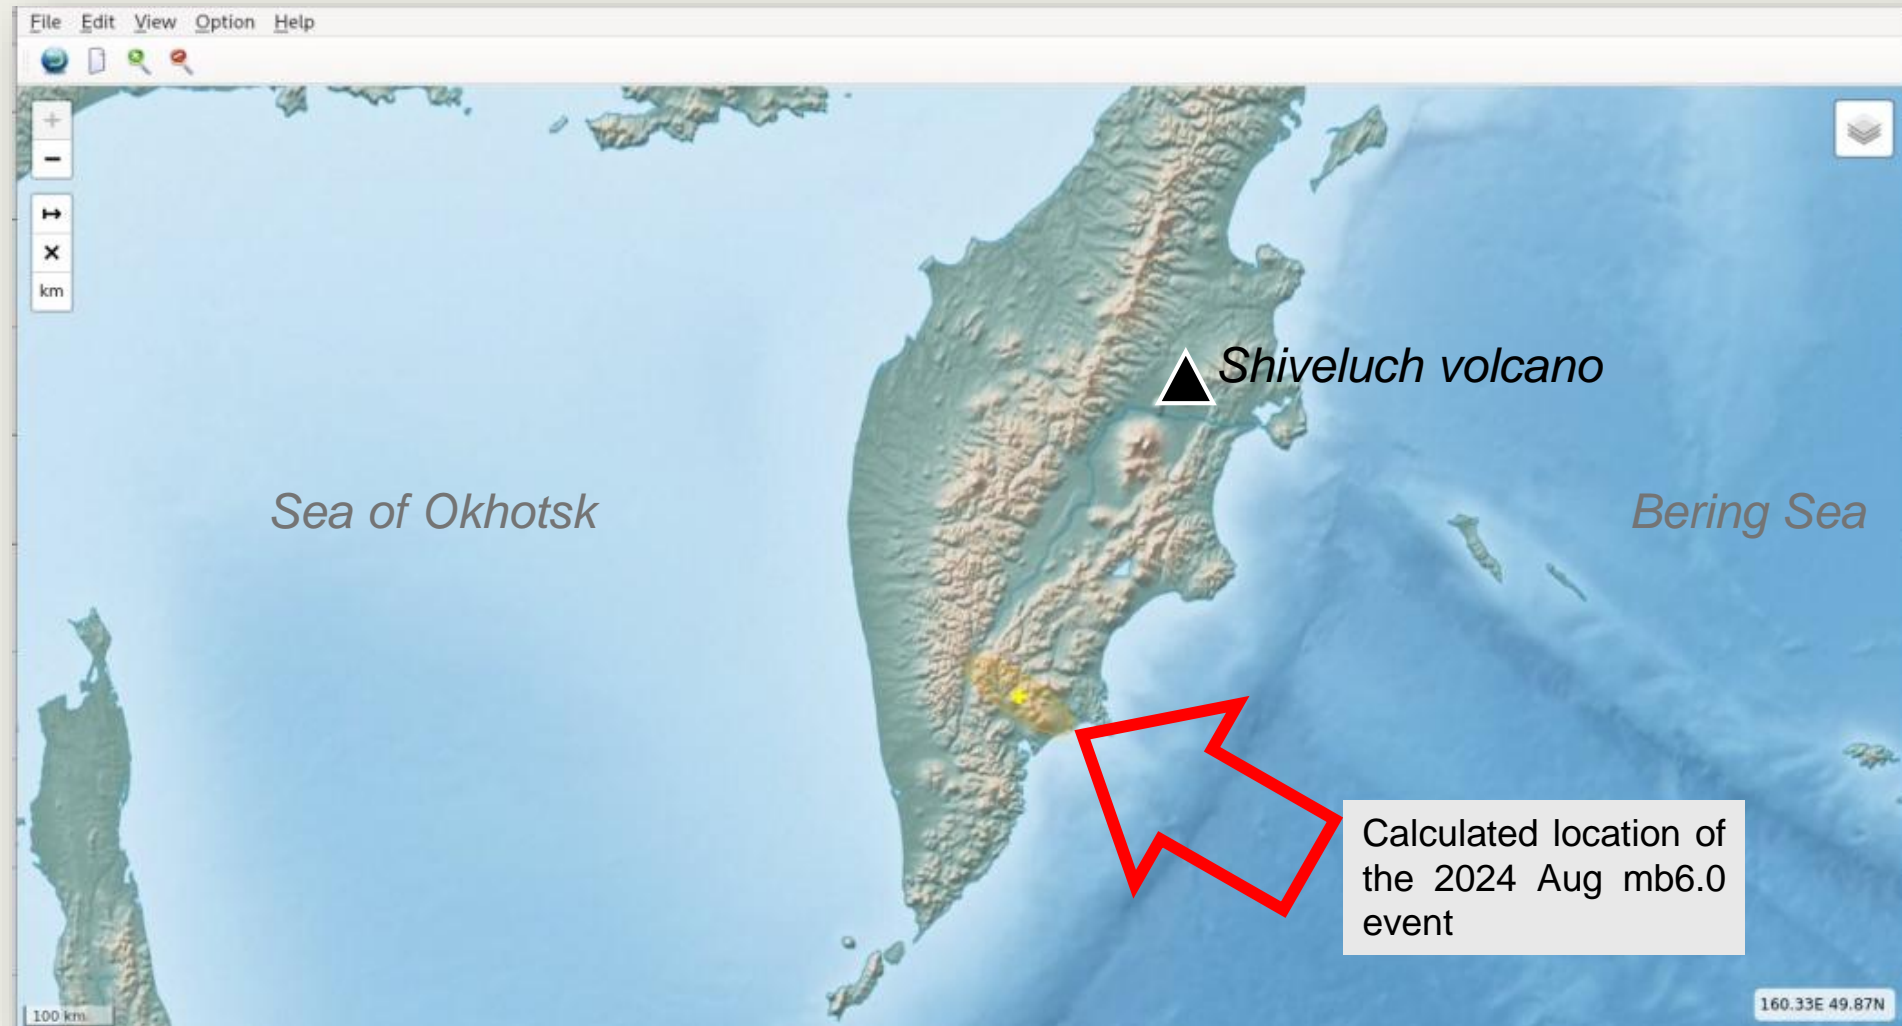 File Edit View Option Help
+
−
km
Shiveluch volcano
Sea of Okhotsk
Bering Sea
Calculated location of
the 2024 Aug mb6.0
event
100 km
160.33E 49.87N